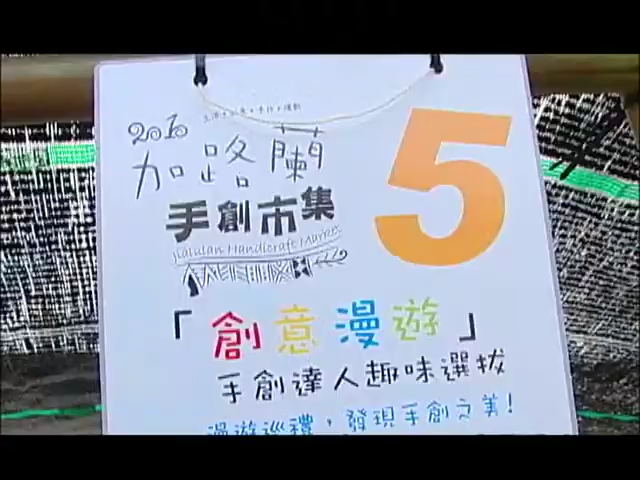 2010
加路蘭
手創市集
Jialulan Handicraft Market
5
「創意漫遊」
手創達人趣味選拔
漫遊巡禮，發現手創之美！